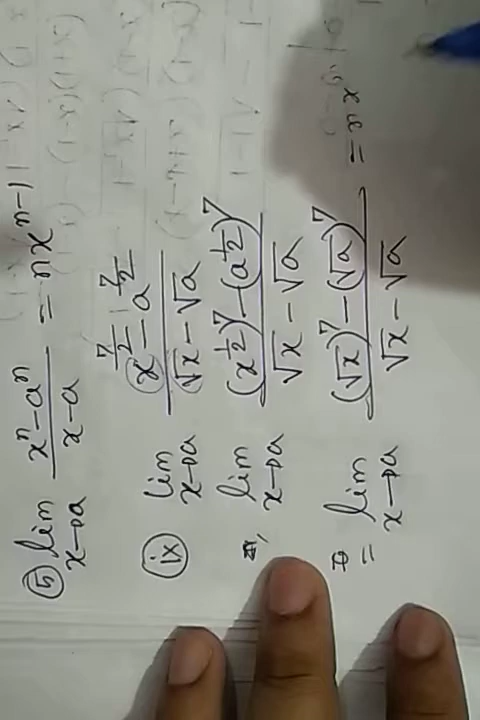 (5) lim x→a (xⁿ - aⁿ)/(x - a) = nxⁿ⁻¹
(ix) lim x→a (x^(7/2) - a^(7/2))/(√x - √a)
lim x→a ((x^(1/2))⁷ - (a^(1/2))⁷)/(√x - √a)
= lim x→a ((√x)⁷ - (√a)⁷)/(√x - √a) = nx